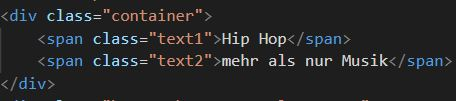 <div class="container">
<span class="text1">Hip Hop</span>
<span class="text2">mehr als nur Musik</span>
</div>